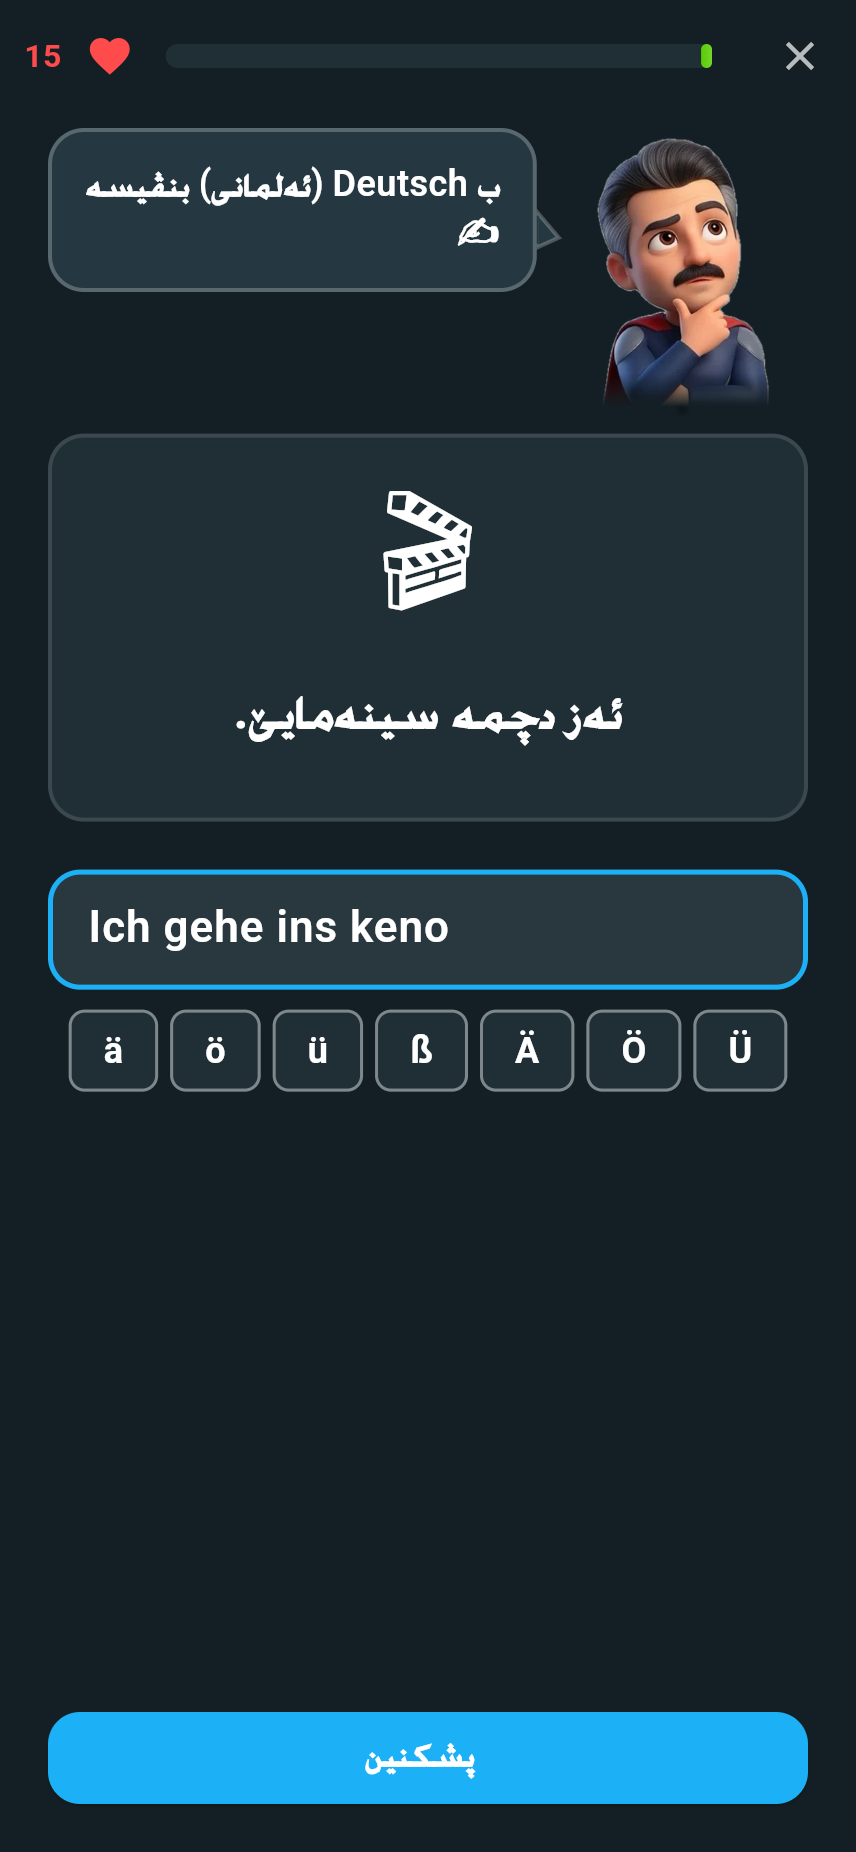 15
ب Deutsch (ئەلمانی) بنڤیسە
✍
ئەز دچمە سینەمایێ.
Ich gehe ins keno
ä ö ü ß Ä Ö Ü
پشکنین